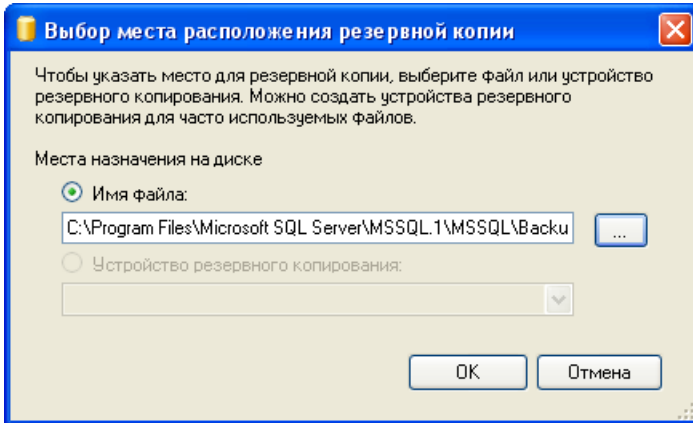 Выбор места расположения резервной копии
Чтобы указать место для резервной копии, выберите файл или устройство
резервного копирования. Можно создать устройства резервного
копирования для часто используемых файлов.
Места назначения на диске
Имя файла:
C:\Program Files\Microsoft SQL Server\MSSQL.1\MSSQL\Backu
...
Устройство резервного копирования:
OK
Отмена